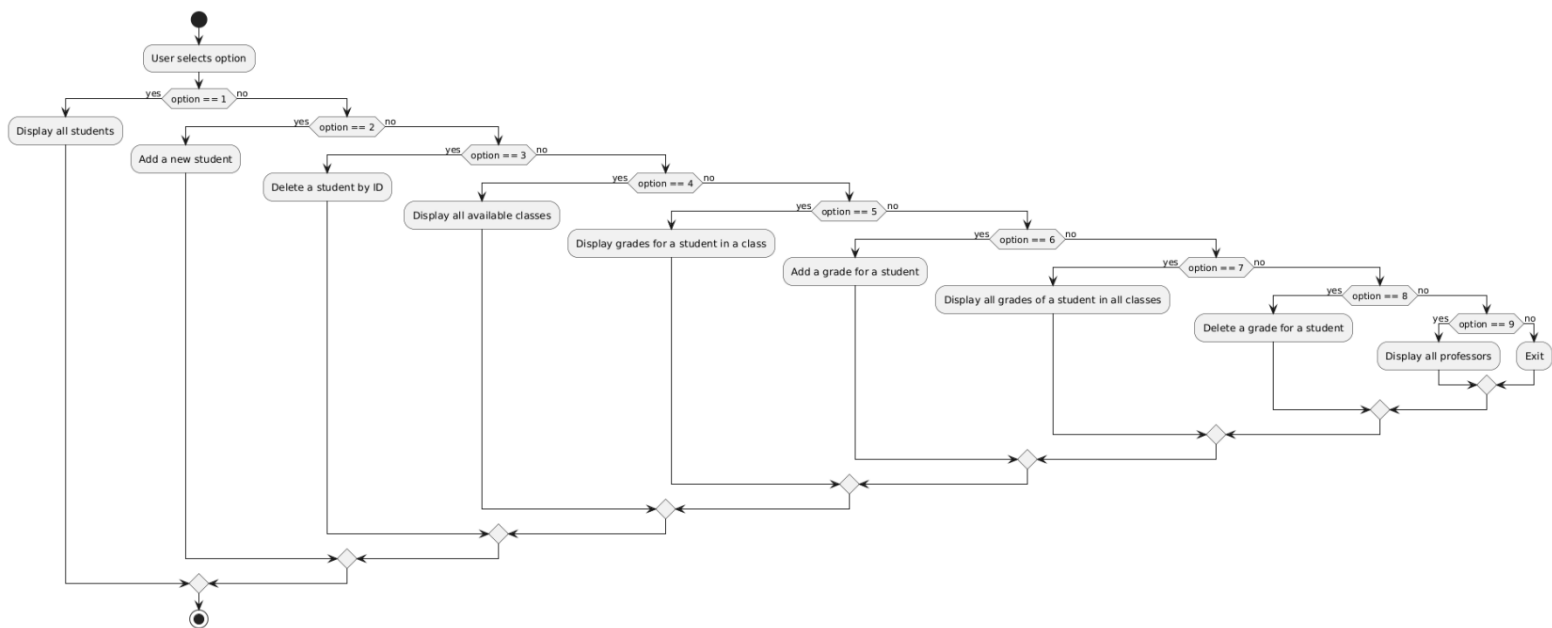 User selects option
yes
option == 1
no
Display all students
yes
option == 2
no
Add a new student
yes
option == 3
no
Delete a student by ID
yes
option == 4
no
Display all available classes
yes
option == 5
no
Display grades for a student in a class
yes
option == 6
no
Add a grade for a student
yes
option == 7
no
Display all grades of a student in all classes
yes
option == 8
no
Delete a grade for a student
yes
option == 9
no
Display all professors
Exit